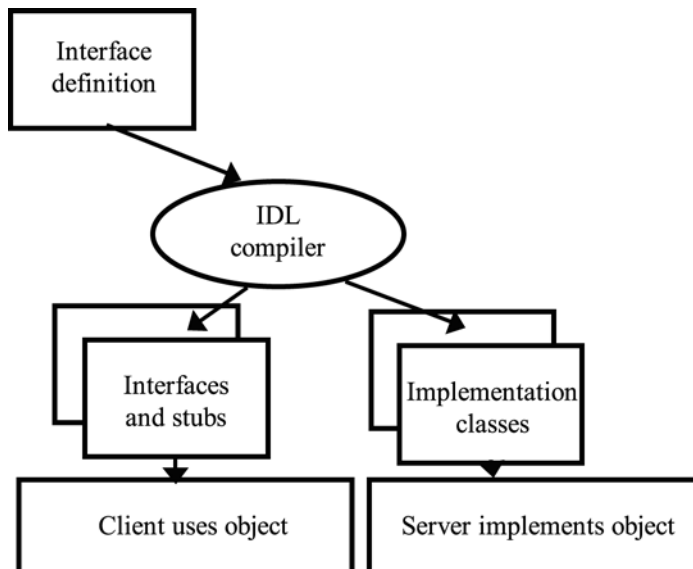 Interface
definition
IDL
compiler
Interfaces
and stubs
Implementation
classes
Client uses object
Server implements object